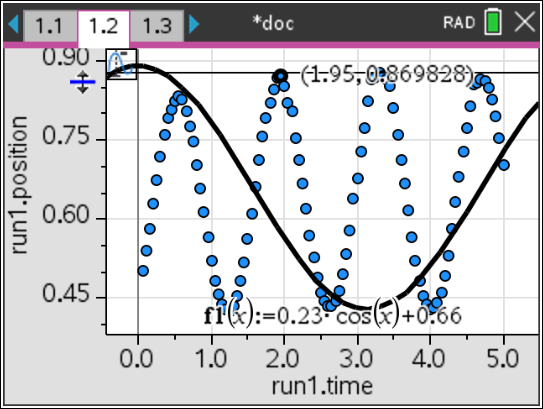 1.1 1.2 1.3 *doc RAD
0.90
(1.95,0.869828)
0.75
0.60
0.45
run1.position
f1(x):=0.23·cos(x)+0.66
0.0 1.0 2.0 3.0 4.0 5.0
run1.time